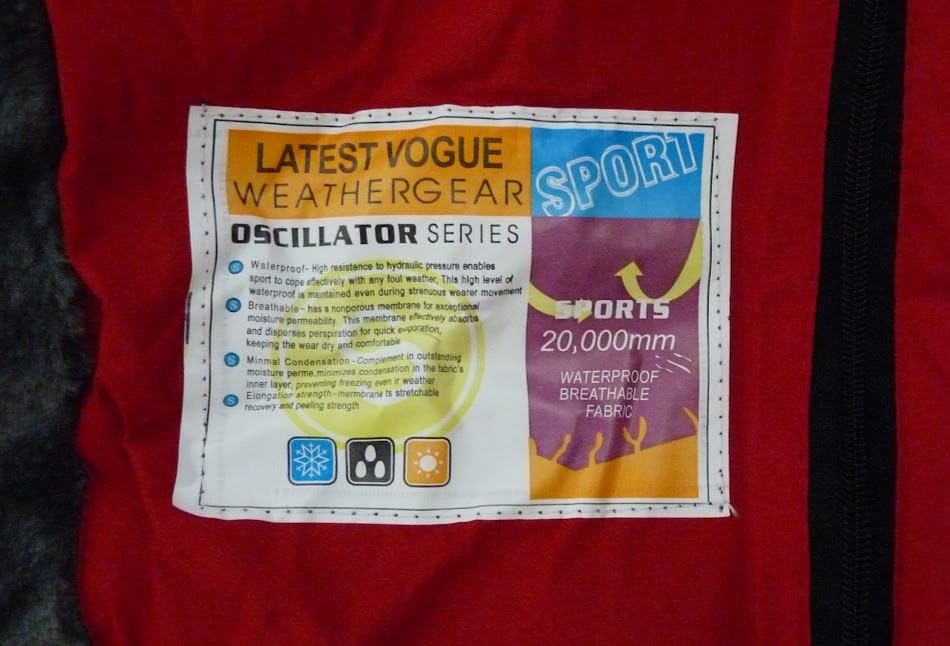 LATEST VOGUE
WEATHERGEAR
OSCILLATOR SERIES
Waterproof- High resistance to hydraulic pressure enables
sport to cope effectively with any foul weather, This high level of
waterproof is maintained even during strenuous wearer movement
Breathable - has a nonporous membrane for exceptional
moisture permeability. This membrane effectively absorbs
and disperses perspiration for quick evaporation,
keeping the wear dry and comfortable
Minmal Condensation-Complement in outstanding
moisture perme,minimizes condensation in the fabric's
inner layer, preventing freezing even ir weather
Elongation strength-mermbrane ts stretchable
recovery and peeling strength
SPORT
SPORTS
20,000mm
WATERPROOF
BREATHABLE
FABRIC